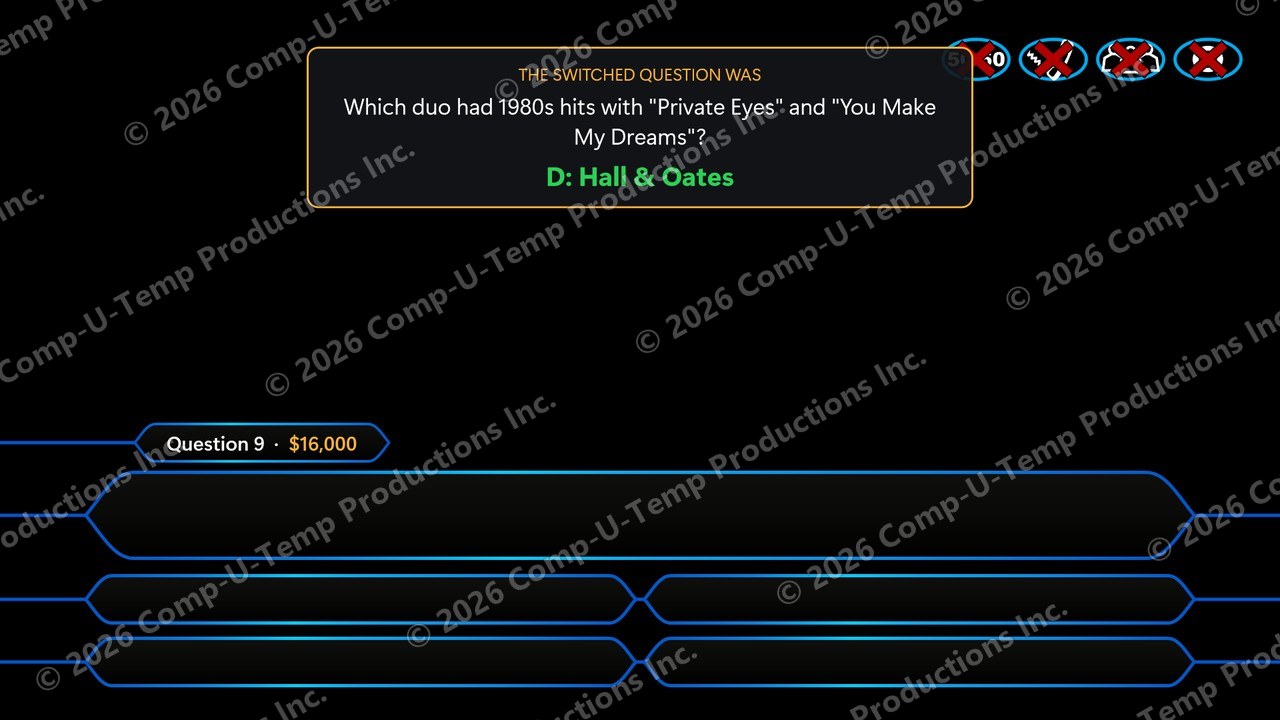 THE SWITCHED QUESTION WAS
Which duo had 1980s hits with "Private Eyes" and "You Make
My Dreams"?
D: Hall & Oates
Question 9 · $16,000
© 2026 Comp-U-Temp Productions Inc.